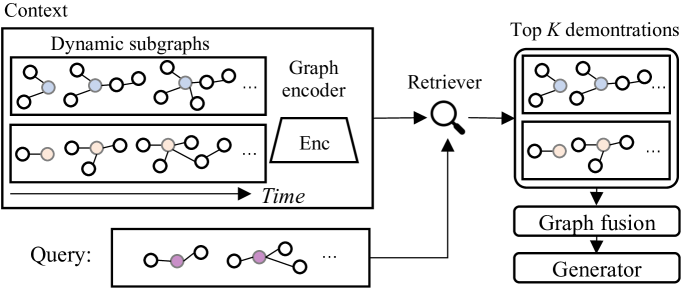 Context
Dynamic subgraphs
...
...
Time
Graph
encoder
Enc
Retriever
Top K demontrations
...
...
Query:
...
Graph fusion
Generator